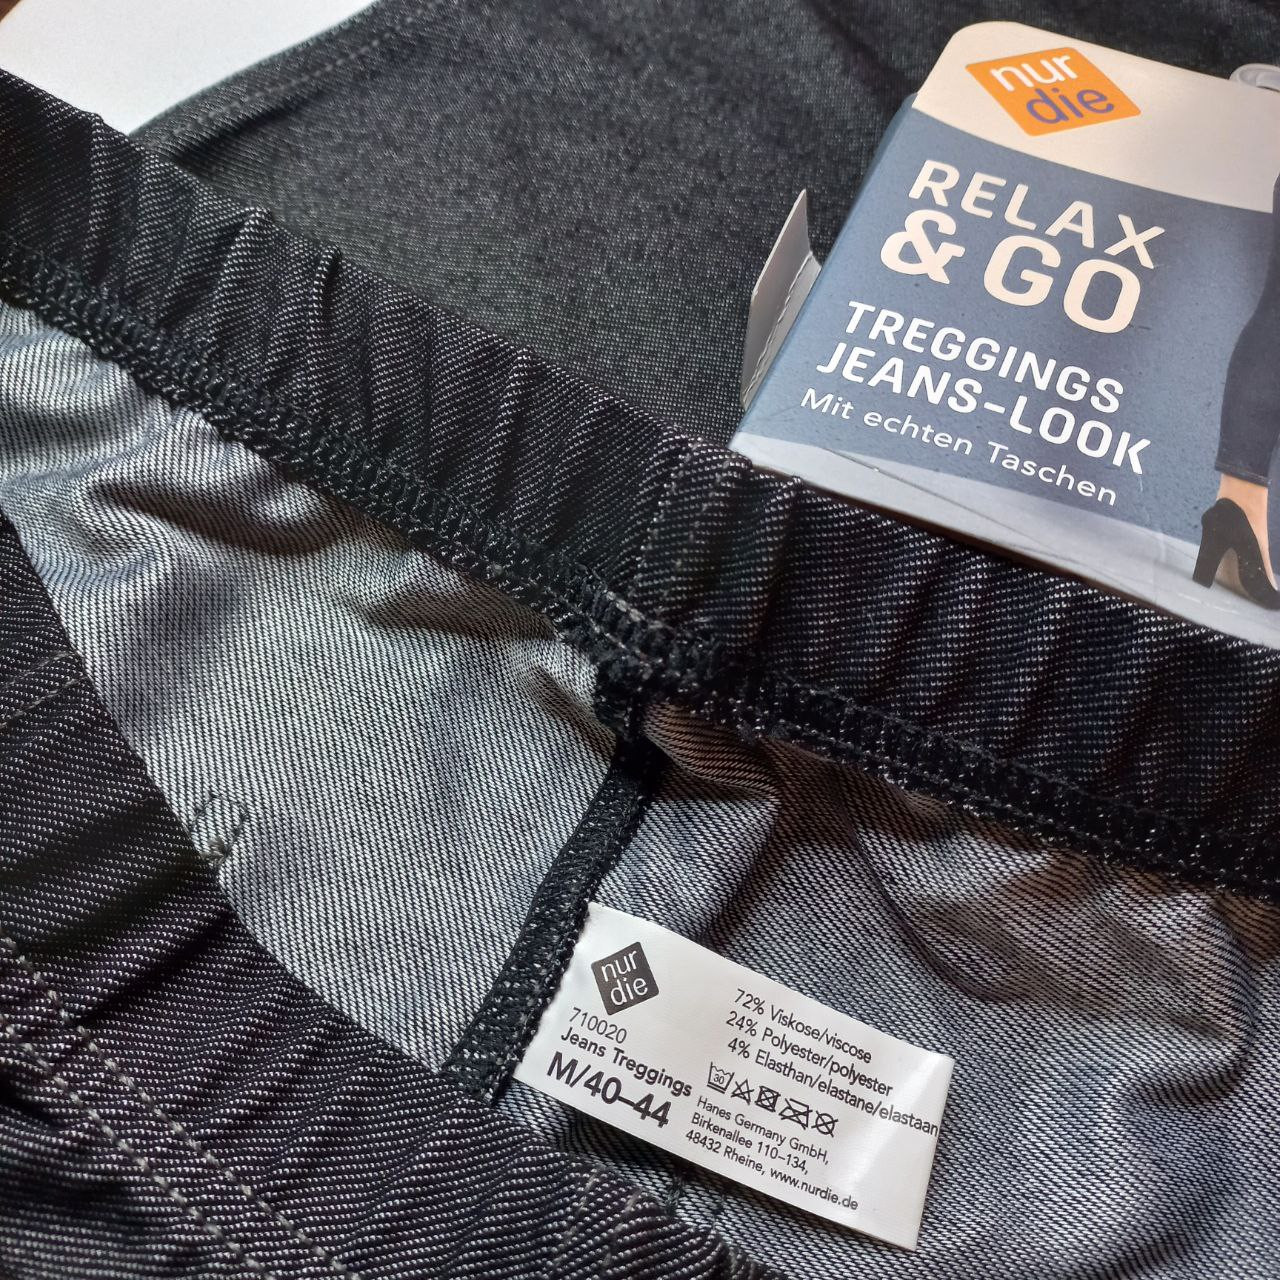 nur
die
RELAX
& GO
TREGGINGS
JEANS-LOOK
Mit echten Taschen
nur
die
710020
Jeans Treggings
M/40–44
72% Viskose/viscose
24% Polyester/polyester
4% Elasthan/elastane/elastaan
30
Hanes Germany GmbH,
Birkenallee 110–134,
48432 Rheine, www.nurdie.de